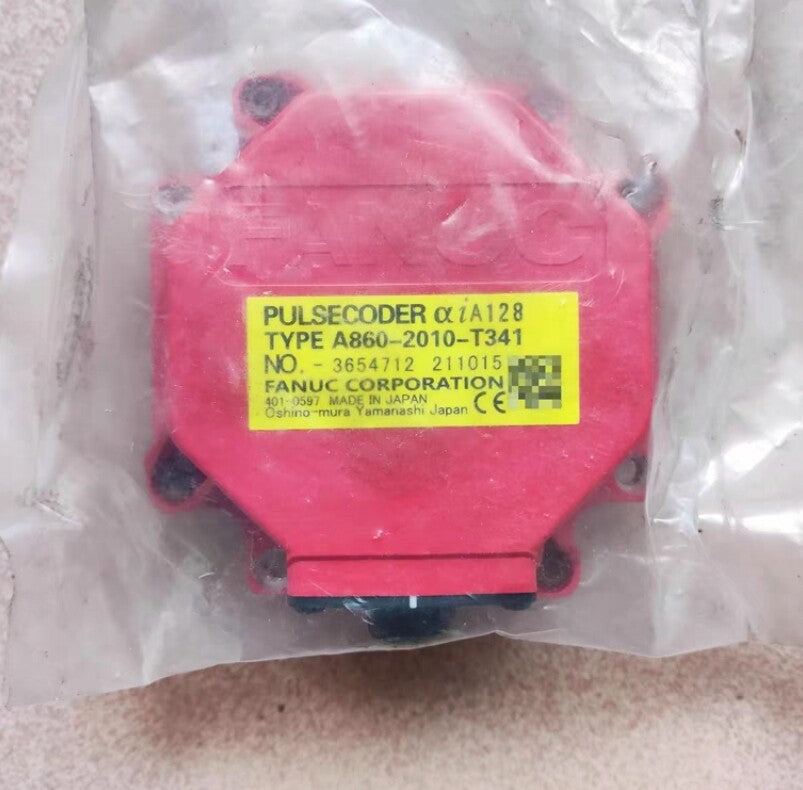 FANUC
PULSECODER αiA128
TYPE A860-2010-T341
NO. - 3654712 211015
FANUC CORPORATION
401-0597 MADE IN JAPAN
Oshino-mura Yamanashi Japan CE